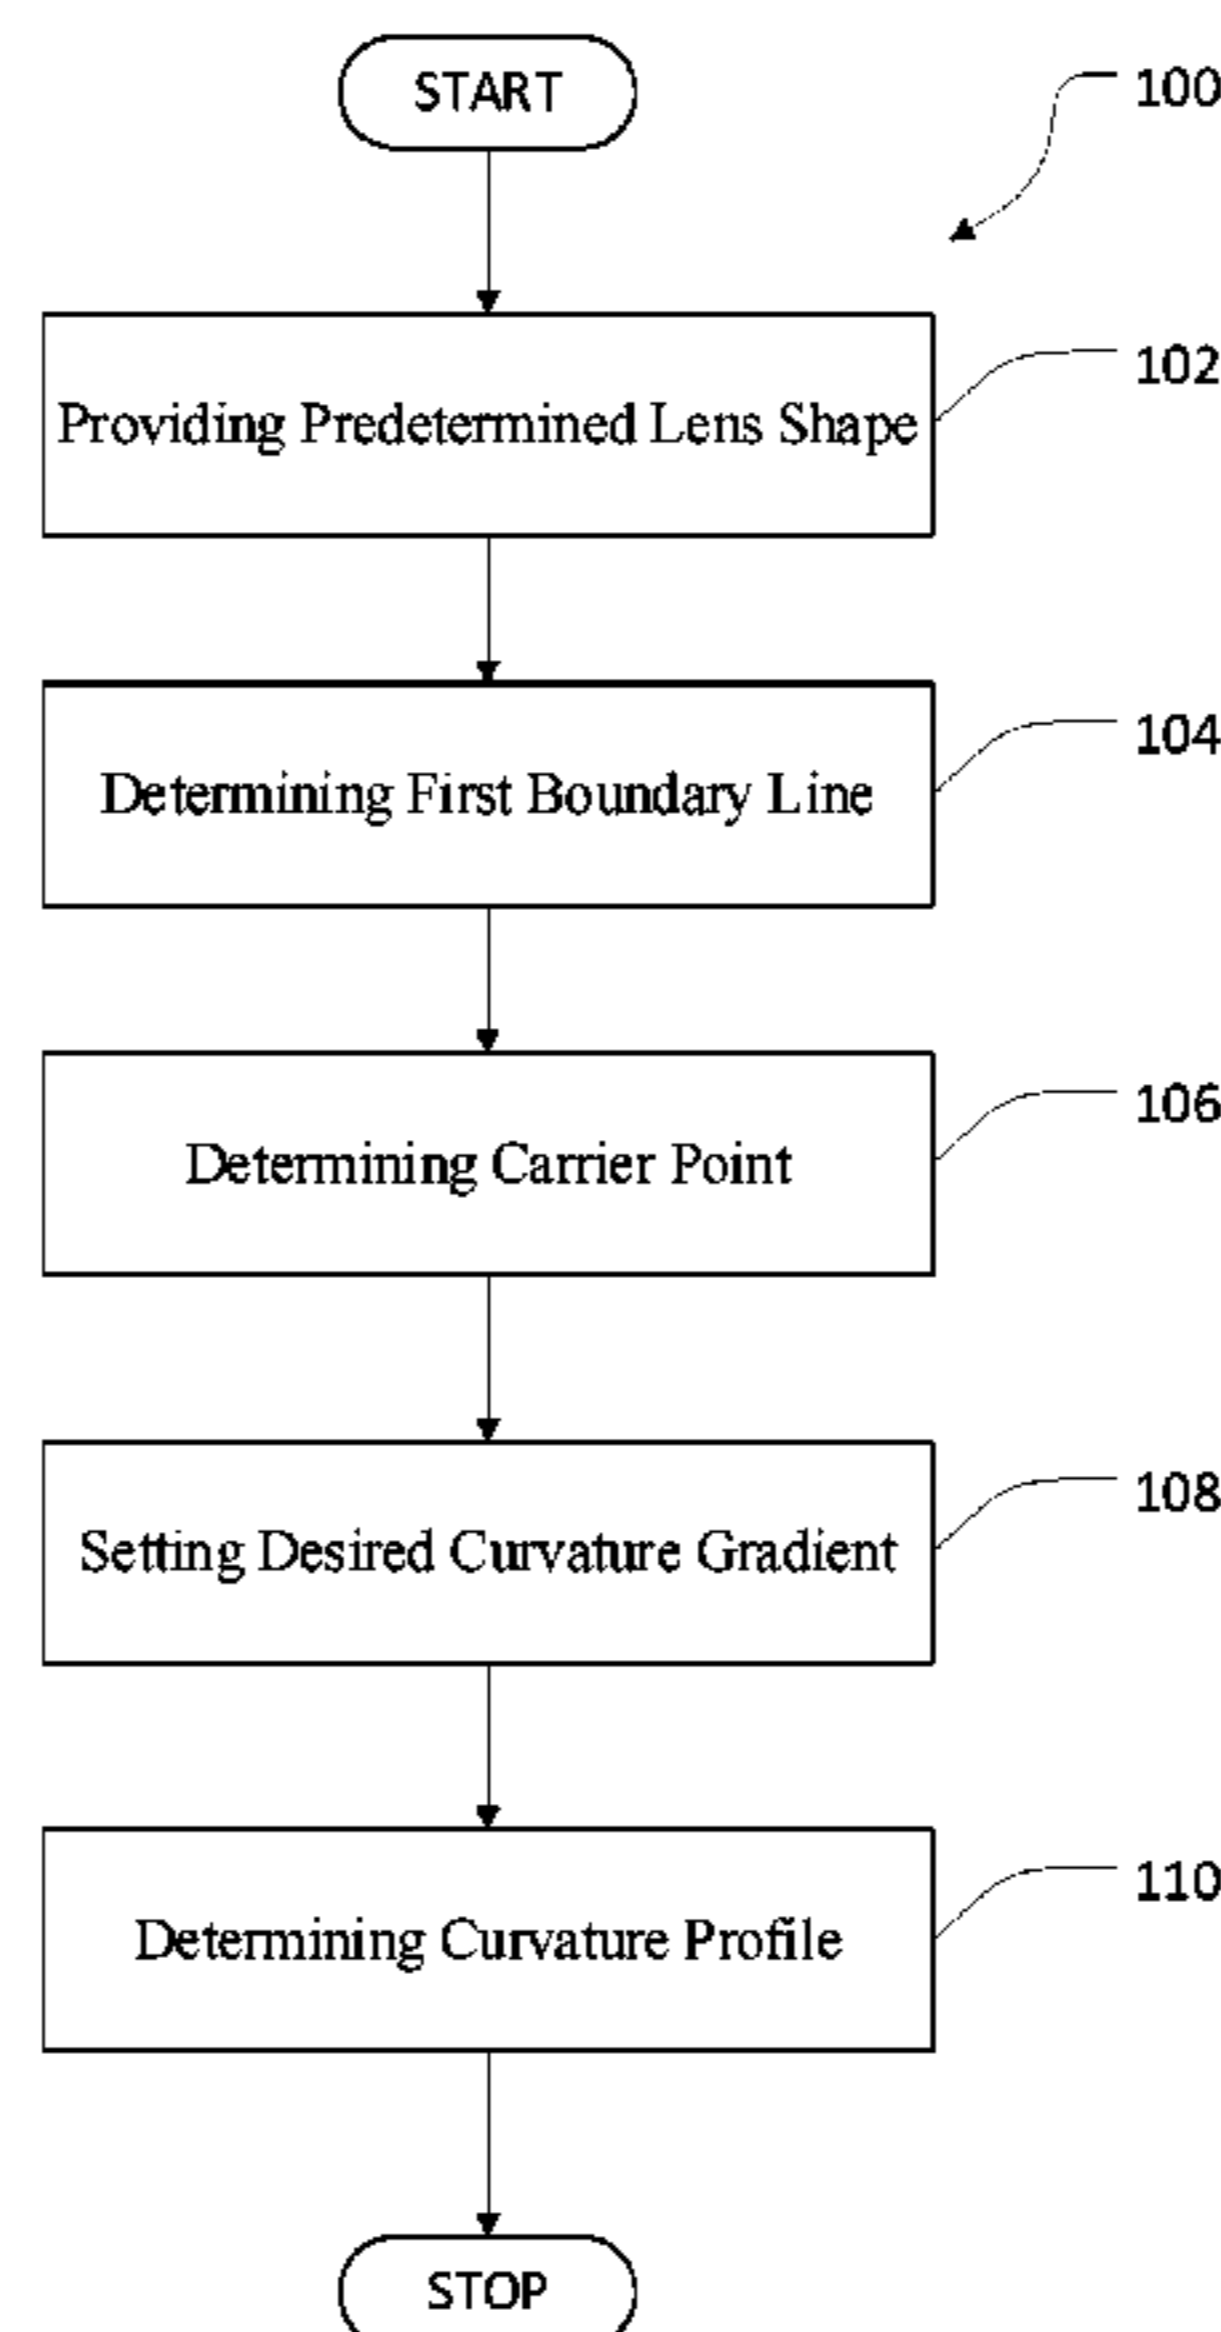 START
100
Providing Predetermined Lens Shape
102
Determining First Boundary Line
104
Determining Carrier Point
106
Setting Desired Curvature Gradient
108
Determining Curvature Profile
110
STOP